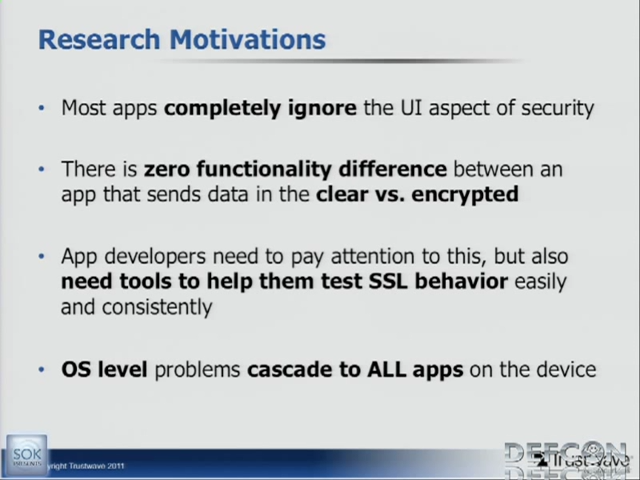 Research Motivations
• Most apps completely ignore the UI aspect of security
• There is zero functionality difference between an
app that sends data in the clear vs. encrypted
• App developers need to pay attention to this, but also
need tools to help them test SSL behavior easily
and consistently
• OS level problems cascade to ALL apps on the device
SOK
Trustwave 2011
DEFCON
Trustwave